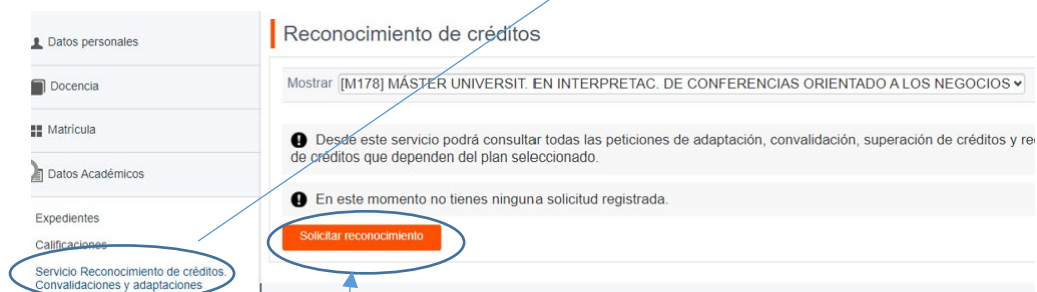 Datos personales
Docencia
Matrícula
Datos Académicos
Expedientes
Calificaciones
Servicio Reconocimiento de créditos.
Convalidaciones y adaptaciones
Reconocimiento de créditos
Mostrar [M178] MÁSTER UNIVERSIT. EN INTERPRETAC. DE CONFERENCIAS ORIENTADO A LOS NEGOCIOS
Desde este servicio podrá consultar todas las peticiones de adaptación, convalidación, superación de créditos y re
de créditos que dependen del plan seleccionado.
En este momento no tienes ninguna solicitud registrada.
Solicitar reconocimiento